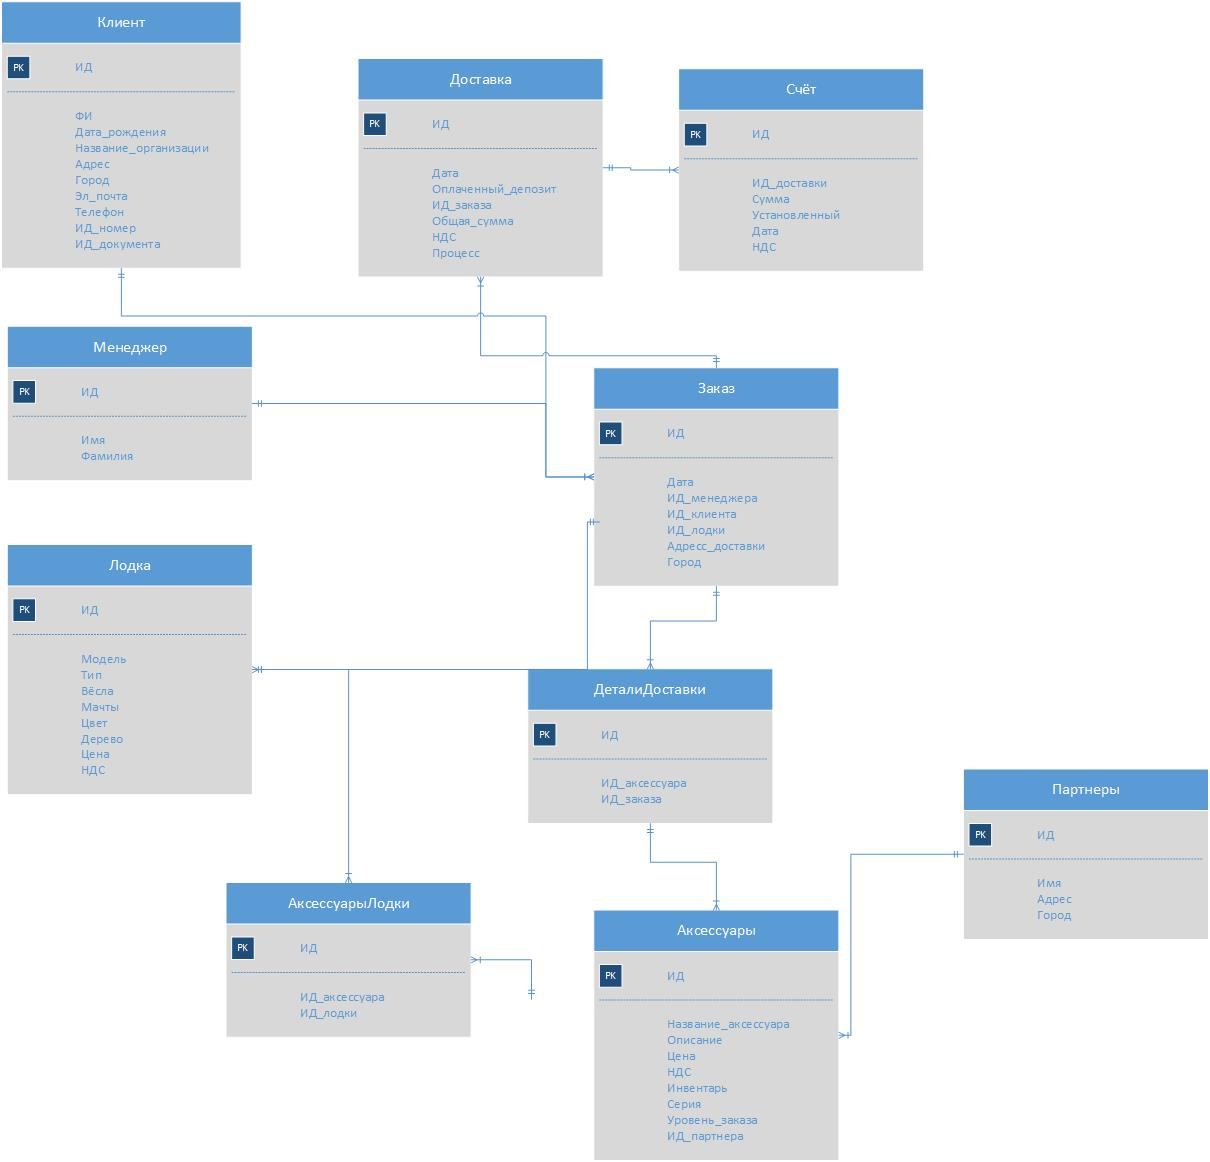 Клиент
PK
ИД
ФИ
Дата_рождения
Название_организации
Адрес
Город
Эл_почта
Телефон
ИД_номер
ИД_документа
Доставка
PK
ИД
Дата
Оплаченный_депозит
ИД_заказа
Общая_сумма
НДС
Процесс
Счёт
PK
ИД
ИД_доставки
Сумма
Установленный
Дата
НДС
Менеджер
PK
ИД
Имя
Фамилия
Заказ
PK
ИД
Дата
ИД_менеджера
ИД_клиента
ИД_лодки
Адресс_доставки
Город
Лодка
PK
ИД
Модель
Тип
Вёсла
Мачты
Цвет
Дерево
Цена
НДС
ДеталиДоставки
PK
ИД
ИД_аксессуара
ИД_заказа
Партнеры
PK
ИД
Имя
Адрес
Город
АксессуарыЛодки
PK
ИД
ИД_аксессуара
ИД_лодки
Аксессуары
PK
ИД
Название_аксессуара
Описание
Цена
НДС
Инвентарь
Серия
Уровень_заказа
ИД_партнера